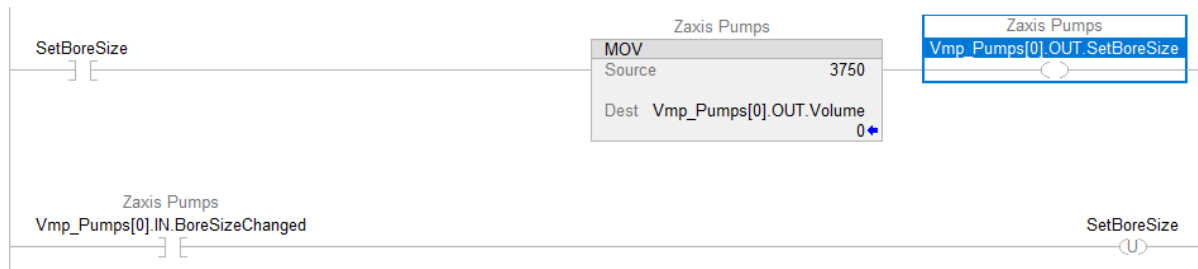 Zaxis Pumps
Zaxis Pumps
SetBoreSize
MOV
Vmp_Pumps[0].OUT.SetBoreSize
Source 3750
Dest Vmp_Pumps[0].OUT.Volume
0
Zaxis Pumps
Vmp_Pumps[0].IN.BoreSizeChanged
SetBoreSize
U